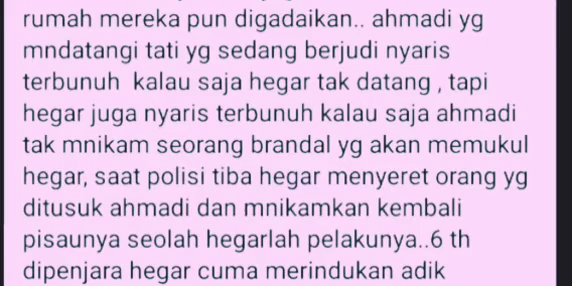 rumah mereka pun digadaikan.. ahmadi yg
mndatangi tati yg sedang berjudi nyaris
terbunuh kalau saja hegar tak datang , tapi
hegar juga nyaris terbunuh kalau saja ahmadi
tak mnikam seorang brandal yg akan memukul
hegar, saat polisi tiba hegar menyeret orang yg
ditusuk ahmadi dan mnikamkan kembali
pisaunya seolah hegarlah pelakunya..6 th
dipenjara hegar cuma merindukan adik